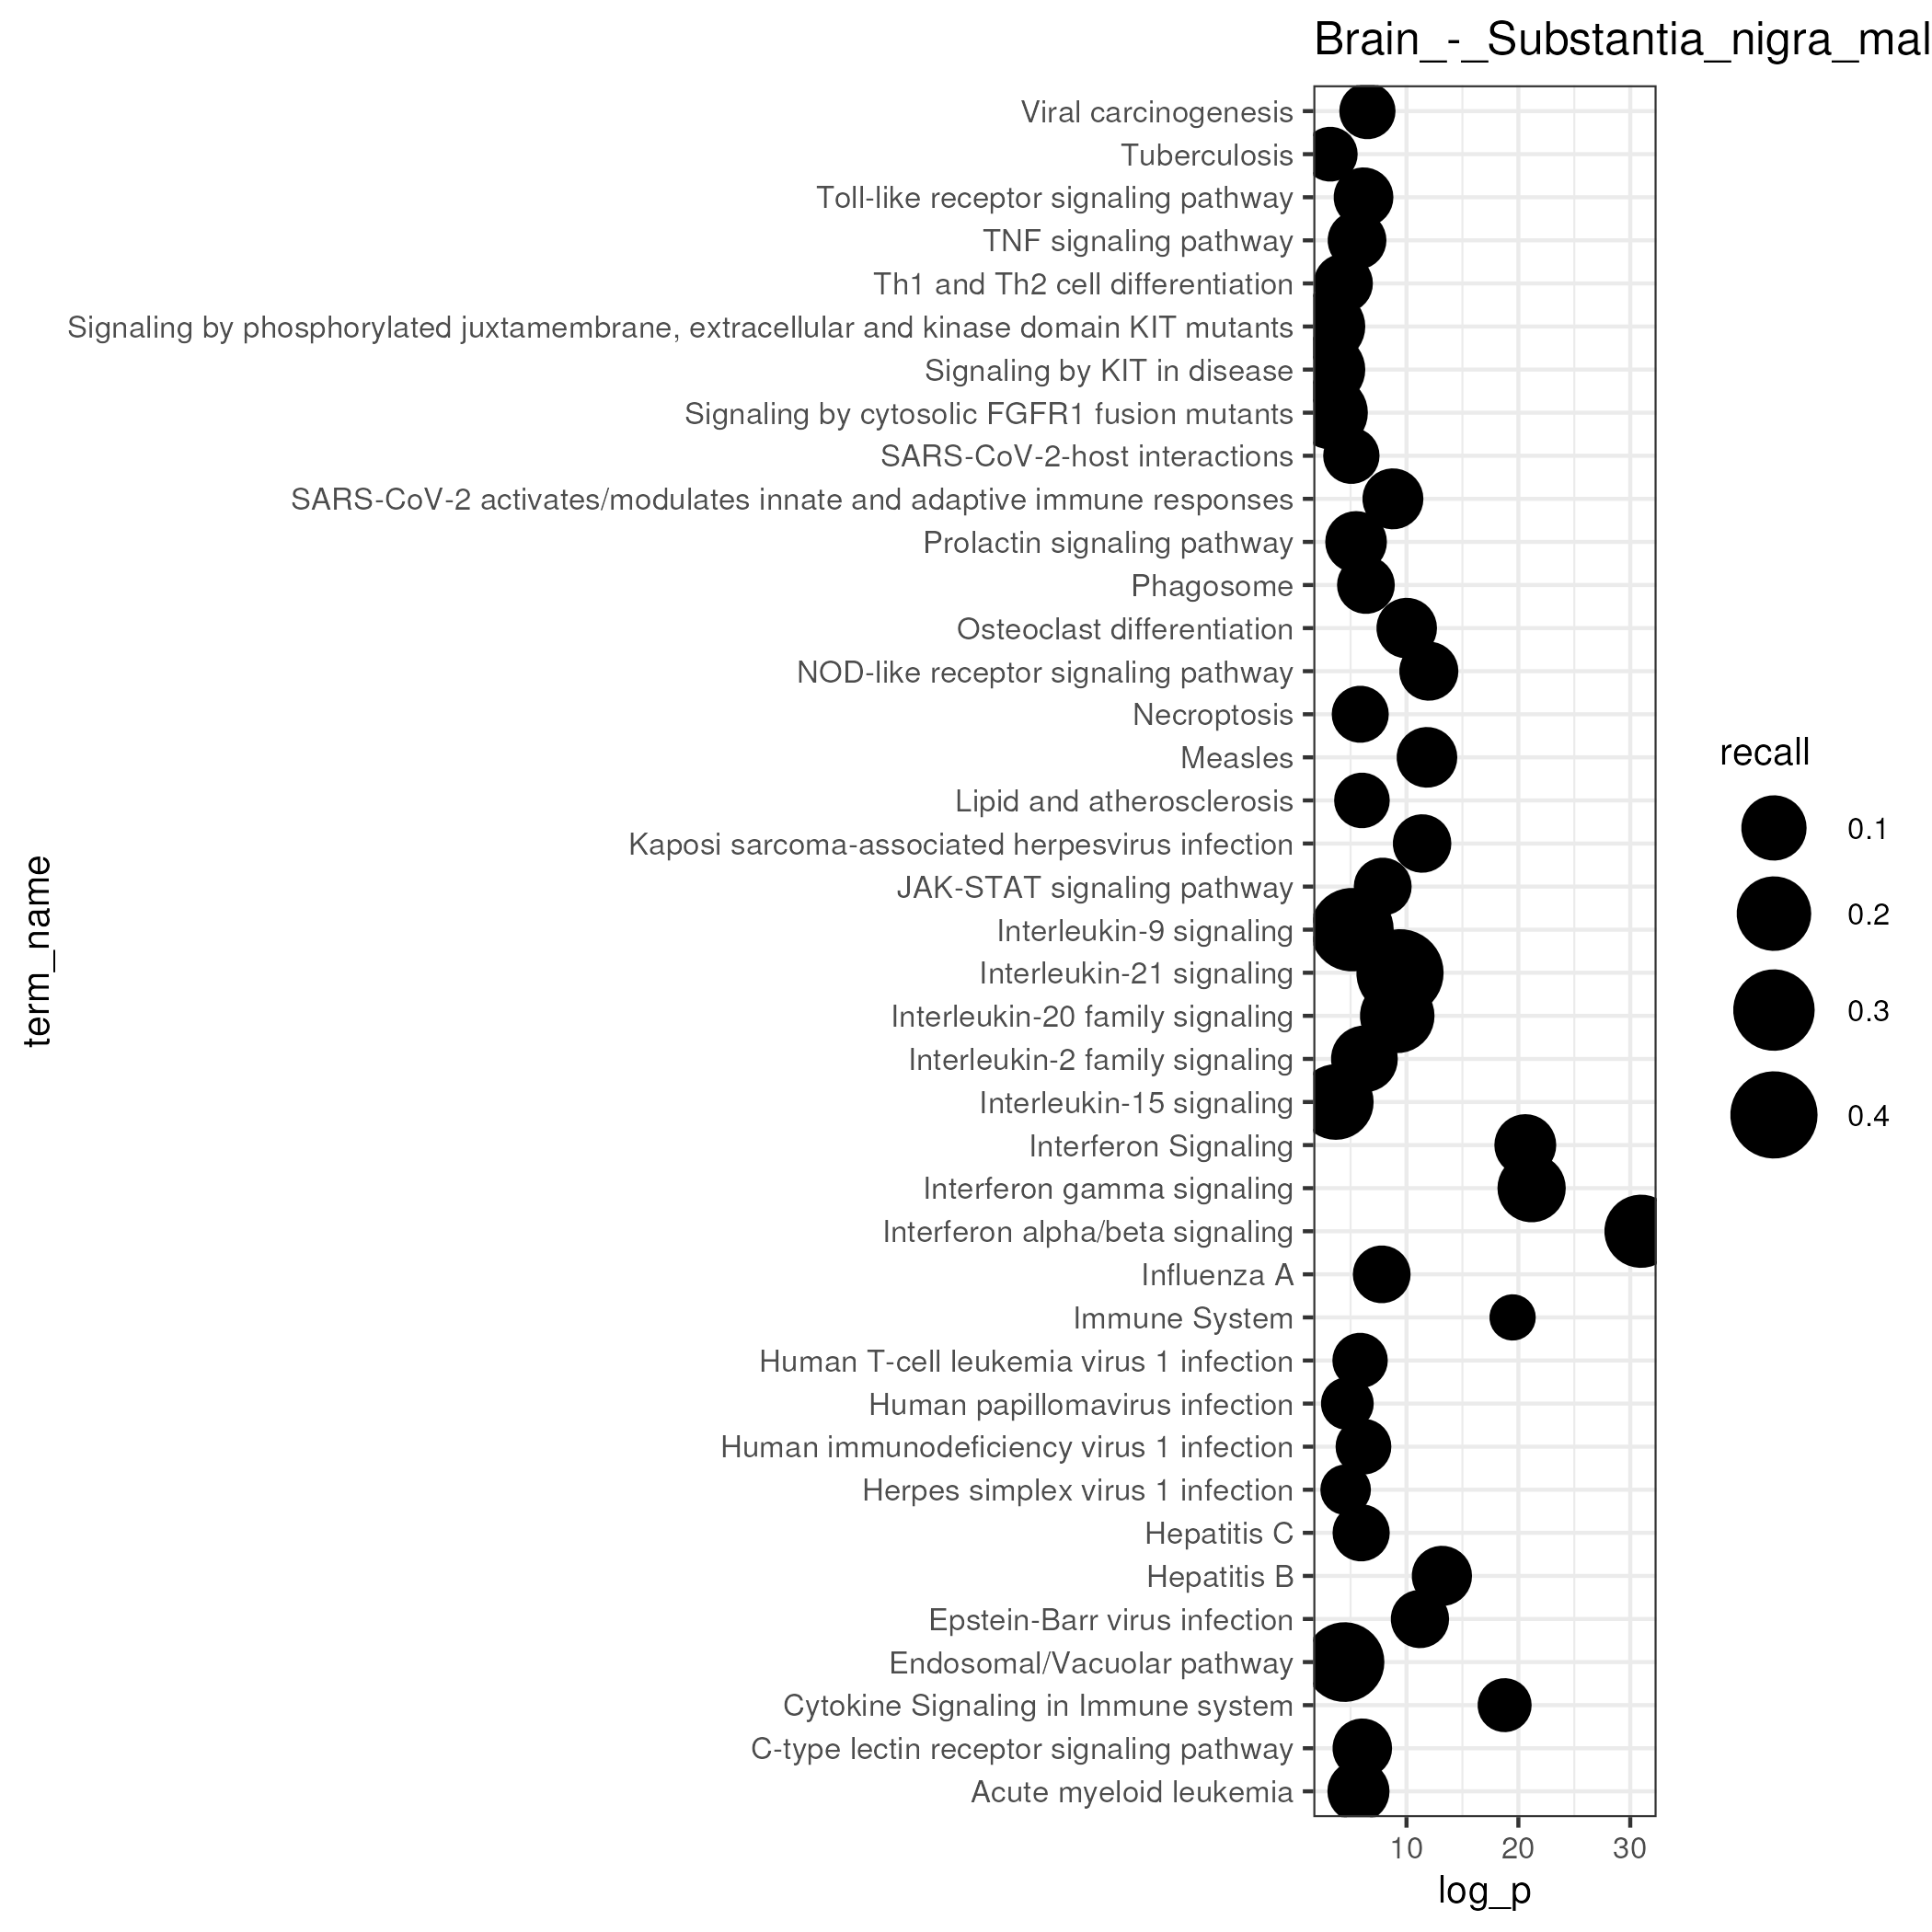 Brain_-_Substantia_nigra_mal
Viral carcinogenesis
Tuberculosis
Toll-like receptor signaling pathway
TNF signaling pathway
Th1 and Th2 cell differentiation
Signaling by phosphorylated juxtamembrane, extracellular and kinase domain KIT mutants
Signaling by KIT in disease
Signaling by cytosolic FGFR1 fusion mutants
SARS-CoV-2-host interactions
SARS-CoV-2 activates/modulates innate and adaptive immune responses
Prolactin signaling pathway
Phagosome
Osteoclast differentiation
NOD-like receptor signaling pathway
Necroptosis
Measles
Lipid and atherosclerosis
Kaposi sarcoma-associated herpesvirus infection
JAK-STAT signaling pathway
Interleukin-9 signaling
Interleukin-21 signaling
Interleukin-20 family signaling
Interleukin-2 family signaling
Interleukin-15 signaling
Interferon Signaling
Interferon gamma signaling
Interferon alpha/beta signaling
Influenza A
Immune System
Human T-cell leukemia virus 1 infection
Human papillomavirus infection
Human immunodeficiency virus 1 infection
Herpes simplex virus 1 infection
Hepatitis C
Hepatitis B
Epstein-Barr virus infection
Endosomal/Vacuolar pathway
Cytokine Signaling in Immune system
C-type lectin receptor signaling pathway
Acute myeloid leukemia
term_name
10 20 30
log_p
recall
0.1
0.2
0.3
0.4